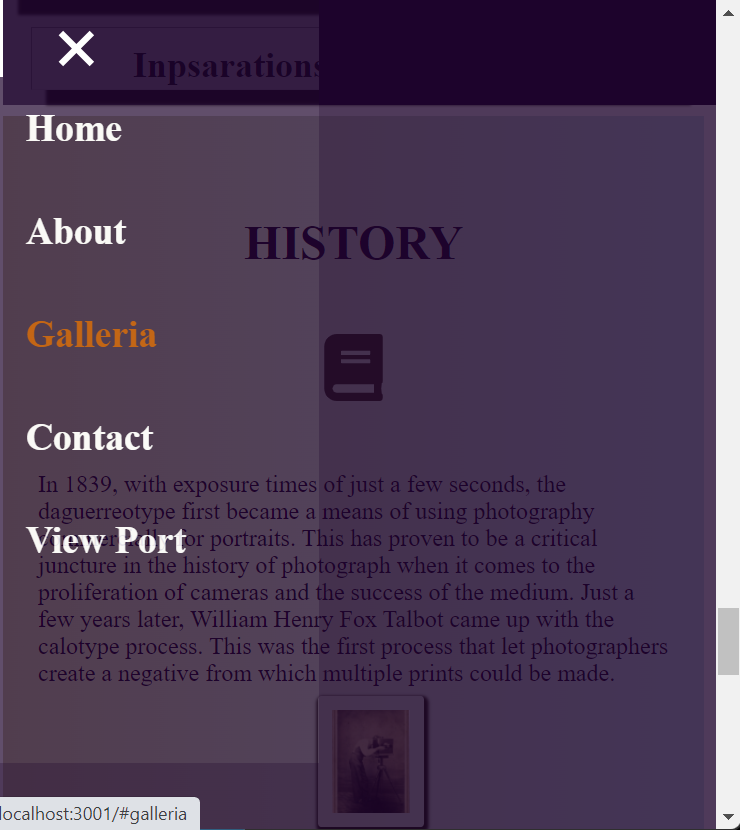 Inpsarations
Home
About
HISTORY
Galleria
Contact
In 1839, with exposure times of just a few seconds, the
daguerreotype first became a means of using photography
View Port
for portraits. This has proven to be a critical
juncture in the history of photograph when it comes to the
proliferation of cameras and the success of the medium. Just a
few years later, William Henry Fox Talbot came up with the
calotype process. This was the first process that let photographers
create a negative from which multiple prints could be made.
localhost:3001/#galleria